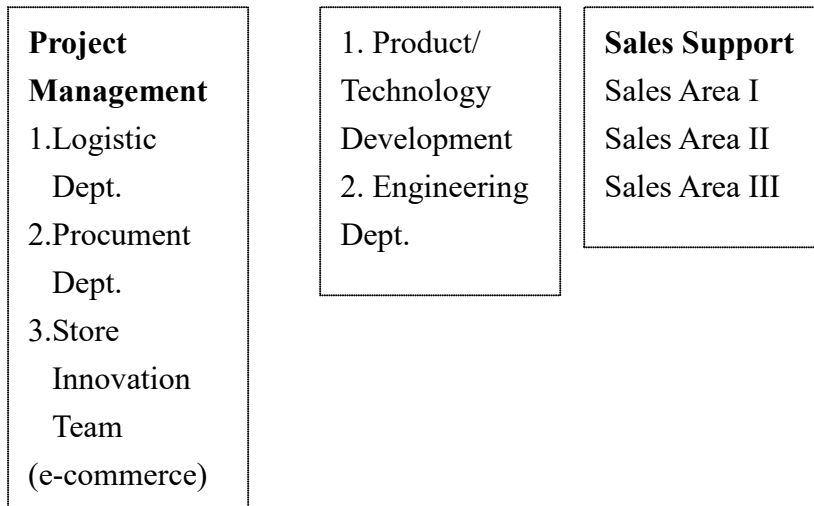 Project
Management
1.Logistic
Dept.
2.Procument
Dept.
3.Store
Innovation
Team
(e-commerce)
1. Product/
Technology
Development
2. Engineering
Dept.
Sales Support
Sales Area I
Sales Area II
Sales Area III